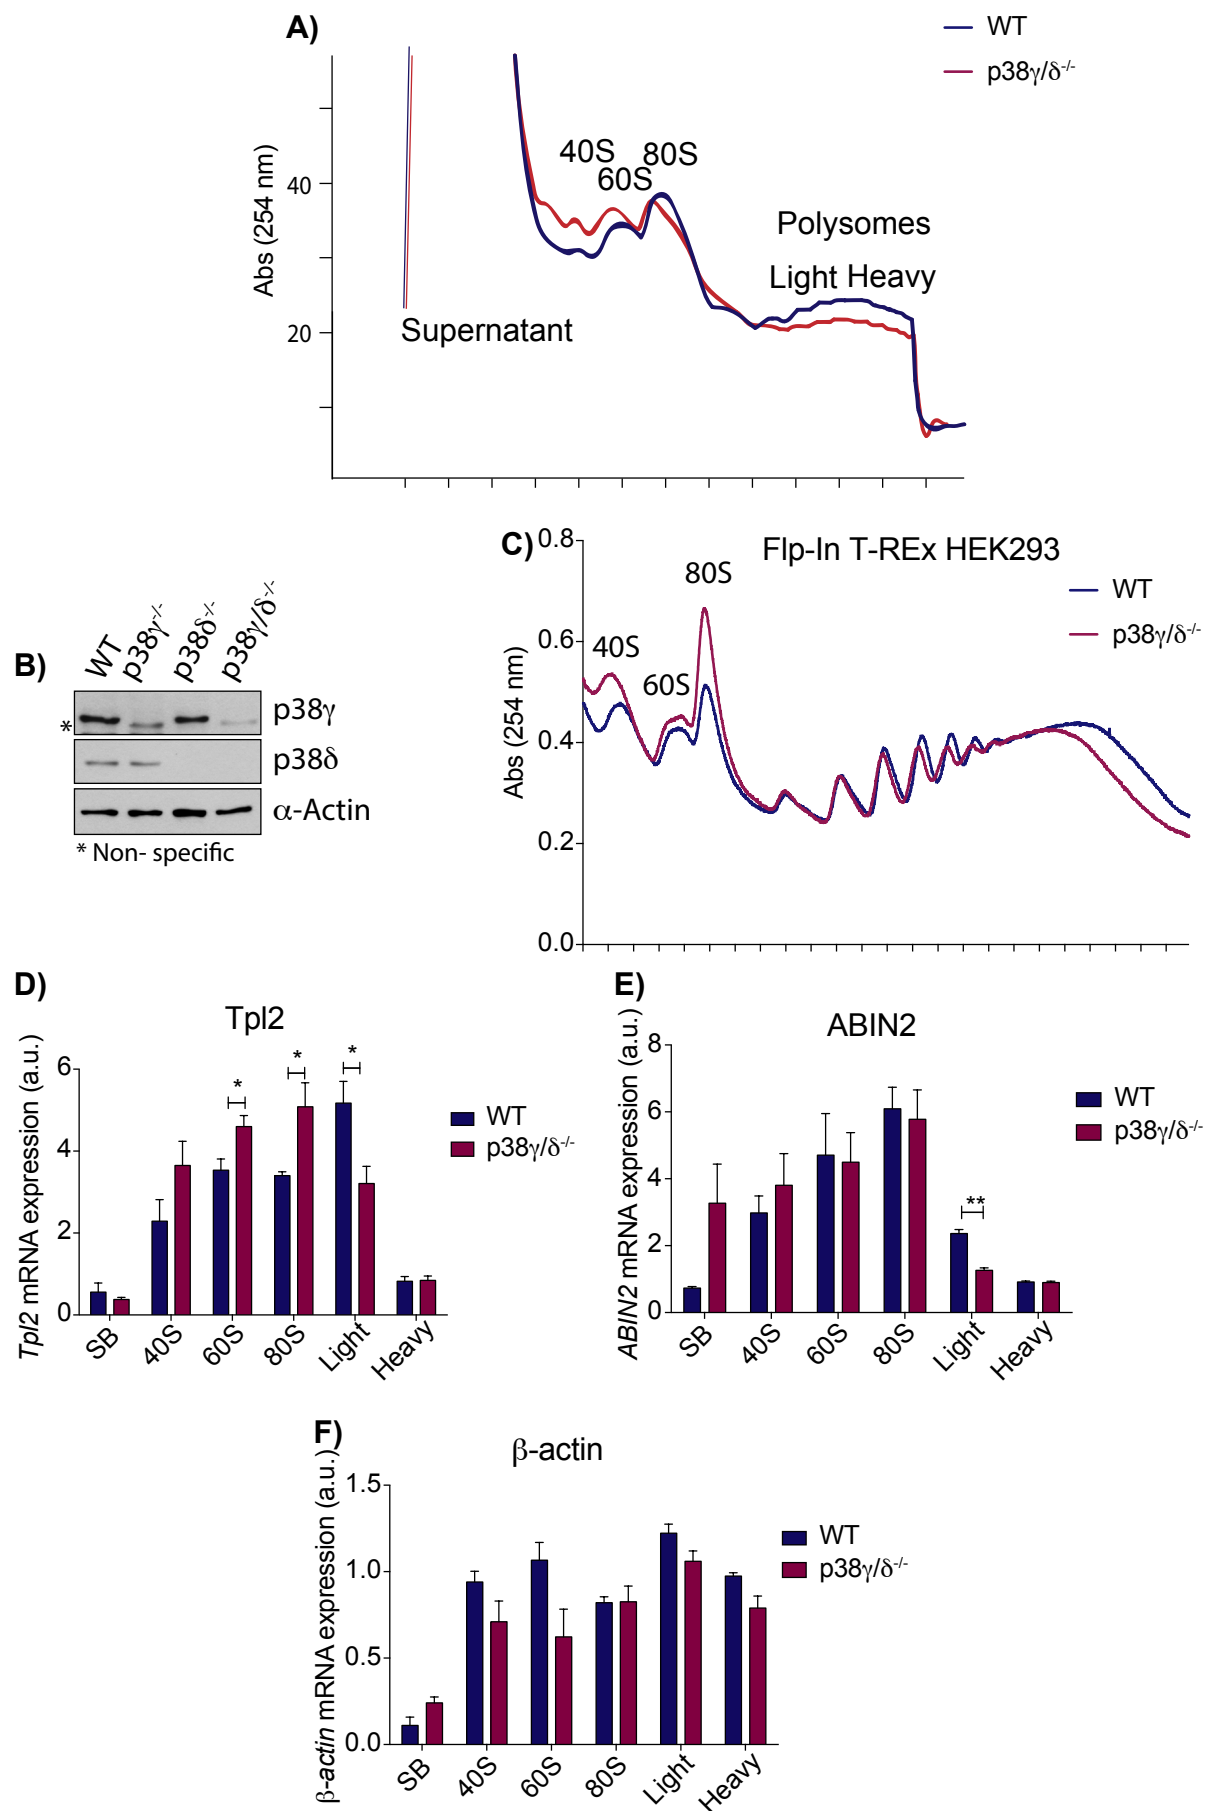 A)
WT
p38γ/δ-/-
Abs (254 nm)
40
20
40S
60S
80S
Polysomes
Light Heavy
Supernatant
B)
WT
p38γ-/-
p38δ-/-
p38γ/δ-/-
p38γ
*
p38δ
α-Actin
* Non- specific
C)
Flp-In T-REx HEK293
WT
p38γ/δ-/-
Abs (254 nm)
0.8
0.6
0.4
0.2
0.0
40S
60S
80S
D)
Tpl2
Tpl2 mRNA expression (a.u.)
6
4
2
0
*
*
*
WT
p38γ/δ-/-
SB
40S
60S
80S
Light
Heavy
E)
ABIN2
ABIN2 mRNA expression (a.u.)
8
6
4
2
0
**
WT
p38γ/δ-/-
SB
40S
60S
80S
Light
Heavy
F)
β-actin
β-actin mRNA expression (a.u.)
1.5
1.0
0.5
0.0
WT
p38γ/δ-/-
SB
40S
60S
80S
Light
Heavy